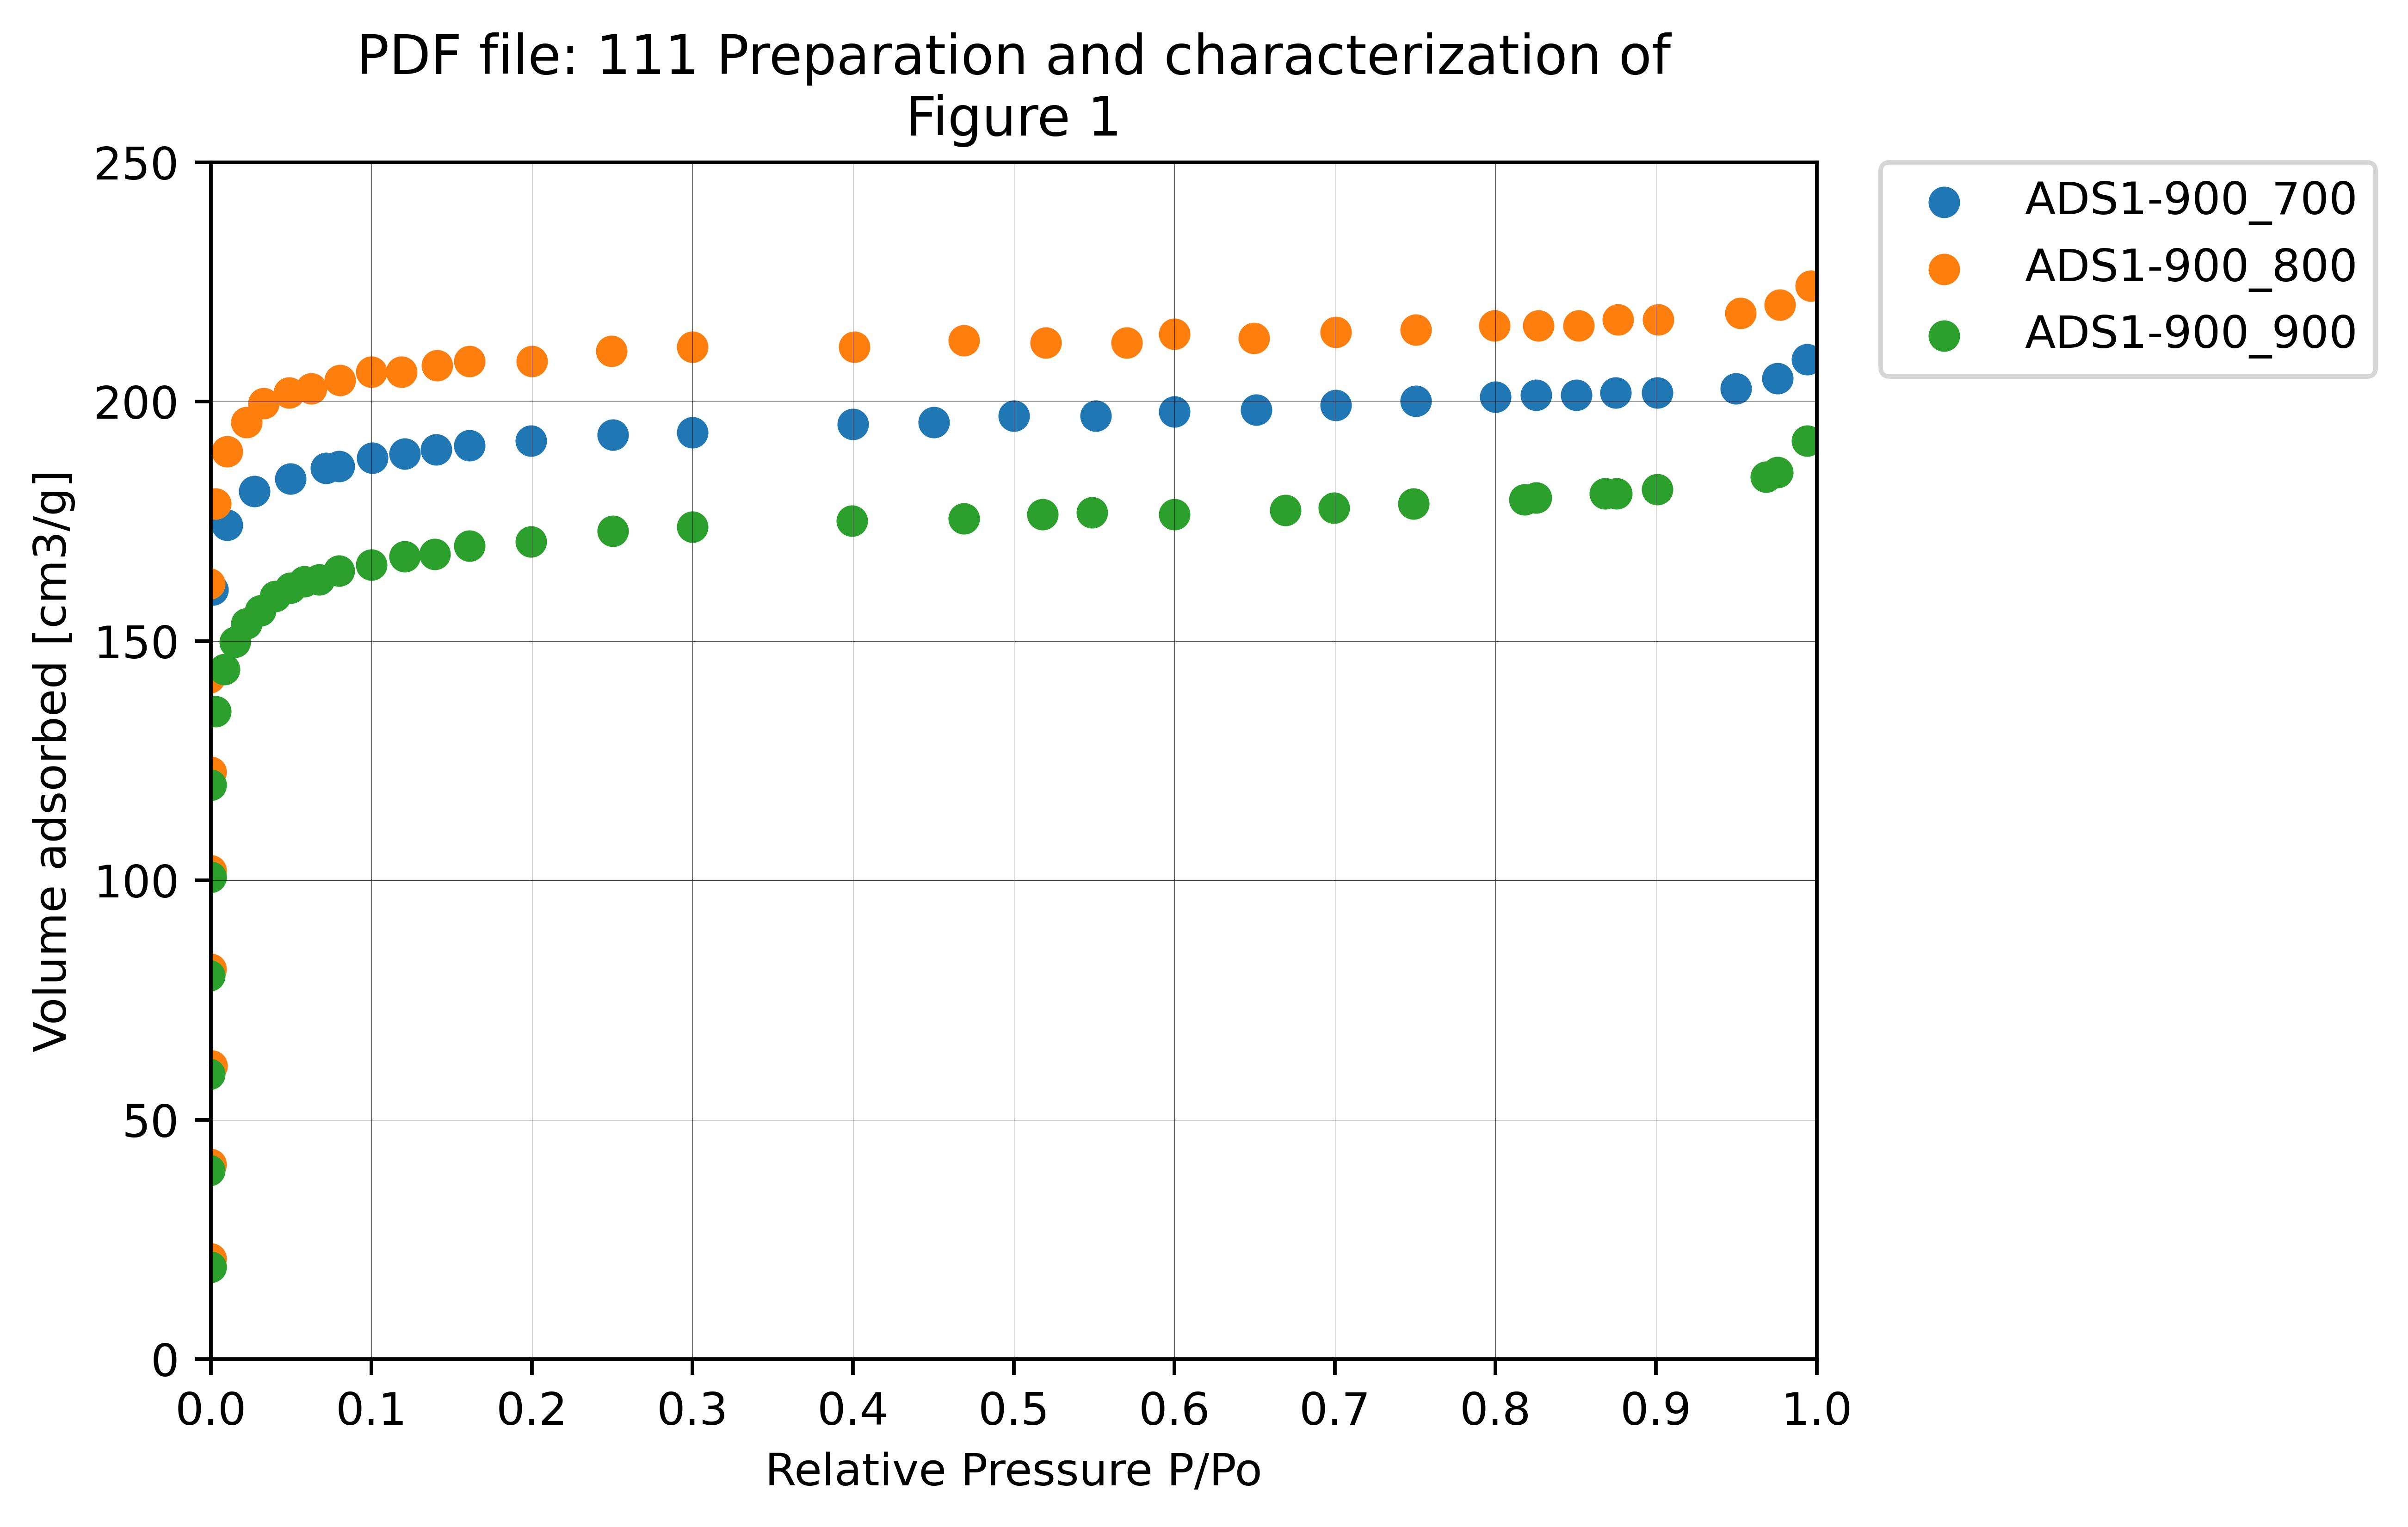 PDF file: 111 Preparation and characterization of
Figure 1
ADS1-900_700
ADS1-900_800
ADS1-900_900
Volume adsorbed [cm3/g]
250
200
150
100
50
0
0.0 0.1 0.2 0.3 0.4 0.5 0.6 0.7 0.8 0.9 1.0
Relative Pressure P/Po